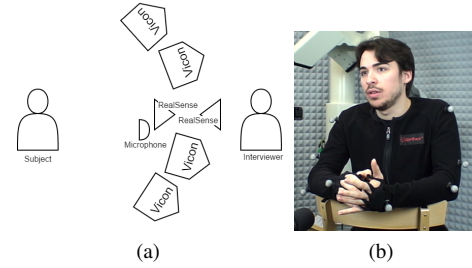 Vicon
Vicon
RealSense
RealSense
Microphone
Vicon
Vicon
Subject
Interviewer
(a)
(b)